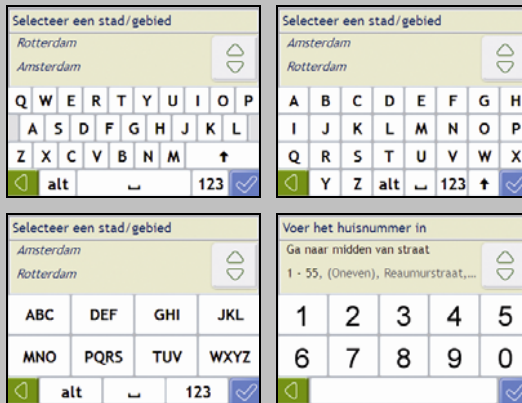 Selecteer een stad/gebied
Rotterdam
Amsterdam
Q W E R T Y U I O P
A S D F G H J K L
Z X C V B N M
alt 123
Selecteer een stad/gebied
Amsterdam
Rotterdam
A B C D E F G H
I J K L M N O P
Q R S T U V W X
Y Z alt 123
Selecteer een stad/gebied
Amsterdam
Rotterdam
ABC DEF GHI JKL
MNO PQRS TUV WXYZ
alt 123
Voer het huisnummer in
Ga naar midden van straat
1 - 55, (Oneven), Reaumurstraat,...
1 2 3 4 5
6 7 8 9 0